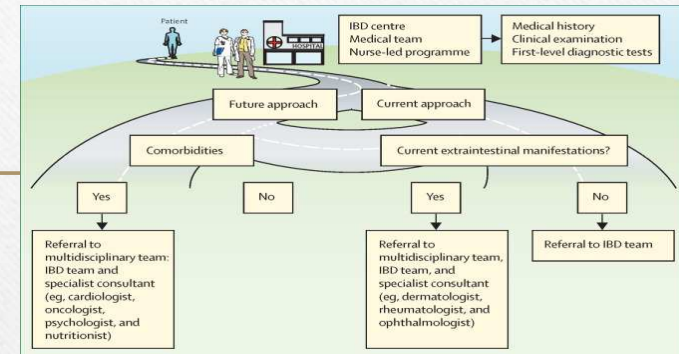 Patient
HOSPITAL
IBD centre
Medical team
Nurse-led programme
Medical history
Clinical examination
First-level diagnostic tests
Future approach
Current approach
Comorbidities
Current extraintestinal manifestations?
Yes
No
Yes
No
Referral to
multidisciplinary team:
IBD team and
specialist consultant
(eg, cardiologist,
oncologist,
psychologist, and
nutritionist)
Referral to
multidisciplinary team,
IBD team, and
specialist consultant
(eg, dermatologist,
rheumatologist, and
ophthalmologist)
Referral to IBD team